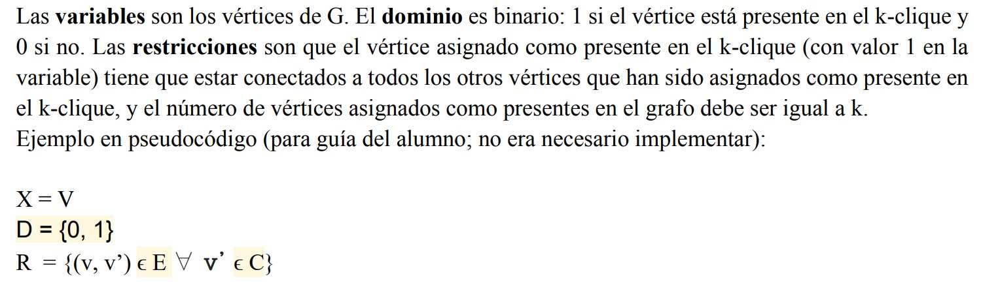 Las variables son los vértices de G. El dominio es binario: 1 si el vértice está presente en el k-clique y
0 si no. Las restricciones son que el vértice asignado como presente en el k-clique (con valor 1 en la
variable) tiene que estar conectados a todos los otros vértices que han sido asignados como presente en
el k-clique, y el número de vértices asignados como presentes en el grafo debe ser igual a k.
Ejemplo en pseudocódigo (para guía del alumno; no era necesario implementar):
X = V
D = {0, 1}
R = {(v, v’) ϵ E ∀ v’ ϵ C}